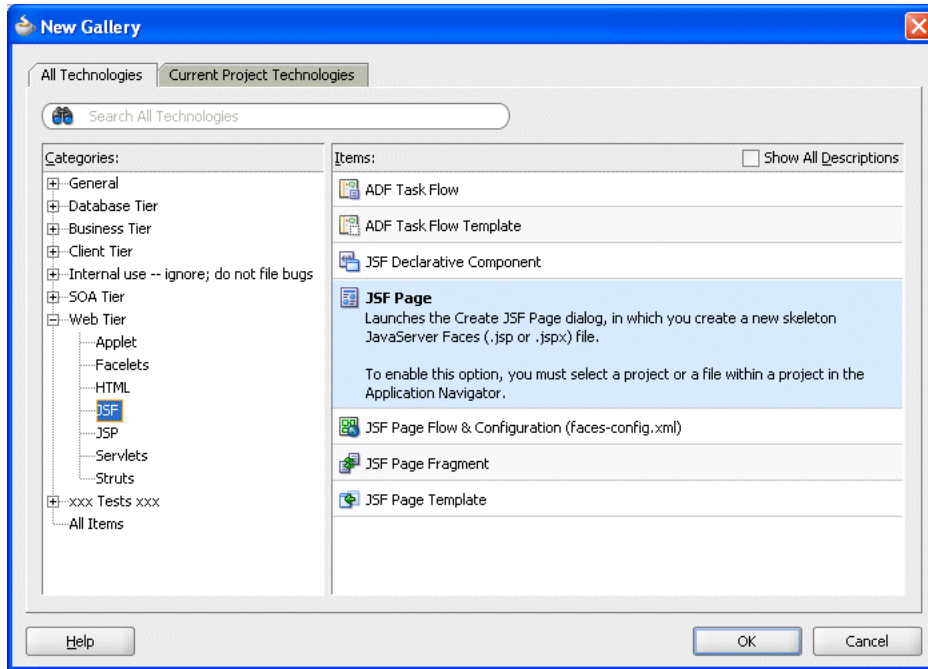 New Gallery
All Technologies
Current Project Technologies
Search All Technologies
Categories:
General
Database Tier
Business Tier
Client Tier
Internal use -- ignore; do not file bugs
SOA Tier
Web Tier
Applet
Facelets
HTML
JSF
JSP
Servlets
Struts
xxx Tests xxx
All Items
Items:
Show All Descriptions
ADF Task Flow
ADF Task Flow Template
JSF Declarative Component
JSF Page
Launches the Create JSF Page dialog, in which you create a new skeleton
JavaServer Faces (.jsp or .jspx) file.
To enable this option, you must select a project or a file within a project in the
Application Navigator.
JSF Page Flow & Configuration (faces-config.xml)
JSF Page Fragment
JSF Page Template
Help
OK
Cancel